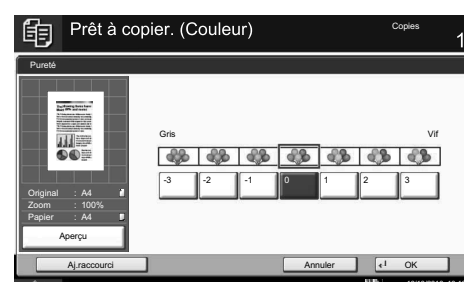 Prêt à copier. (Couleur)
Copies
1
Pureté
Gris
Vif
-3 -2 -1 0 1 2 3
Original : A4
Zoom : 100%
Papier : A4
Aperçu
Aj.raccourci
Annuler
OK